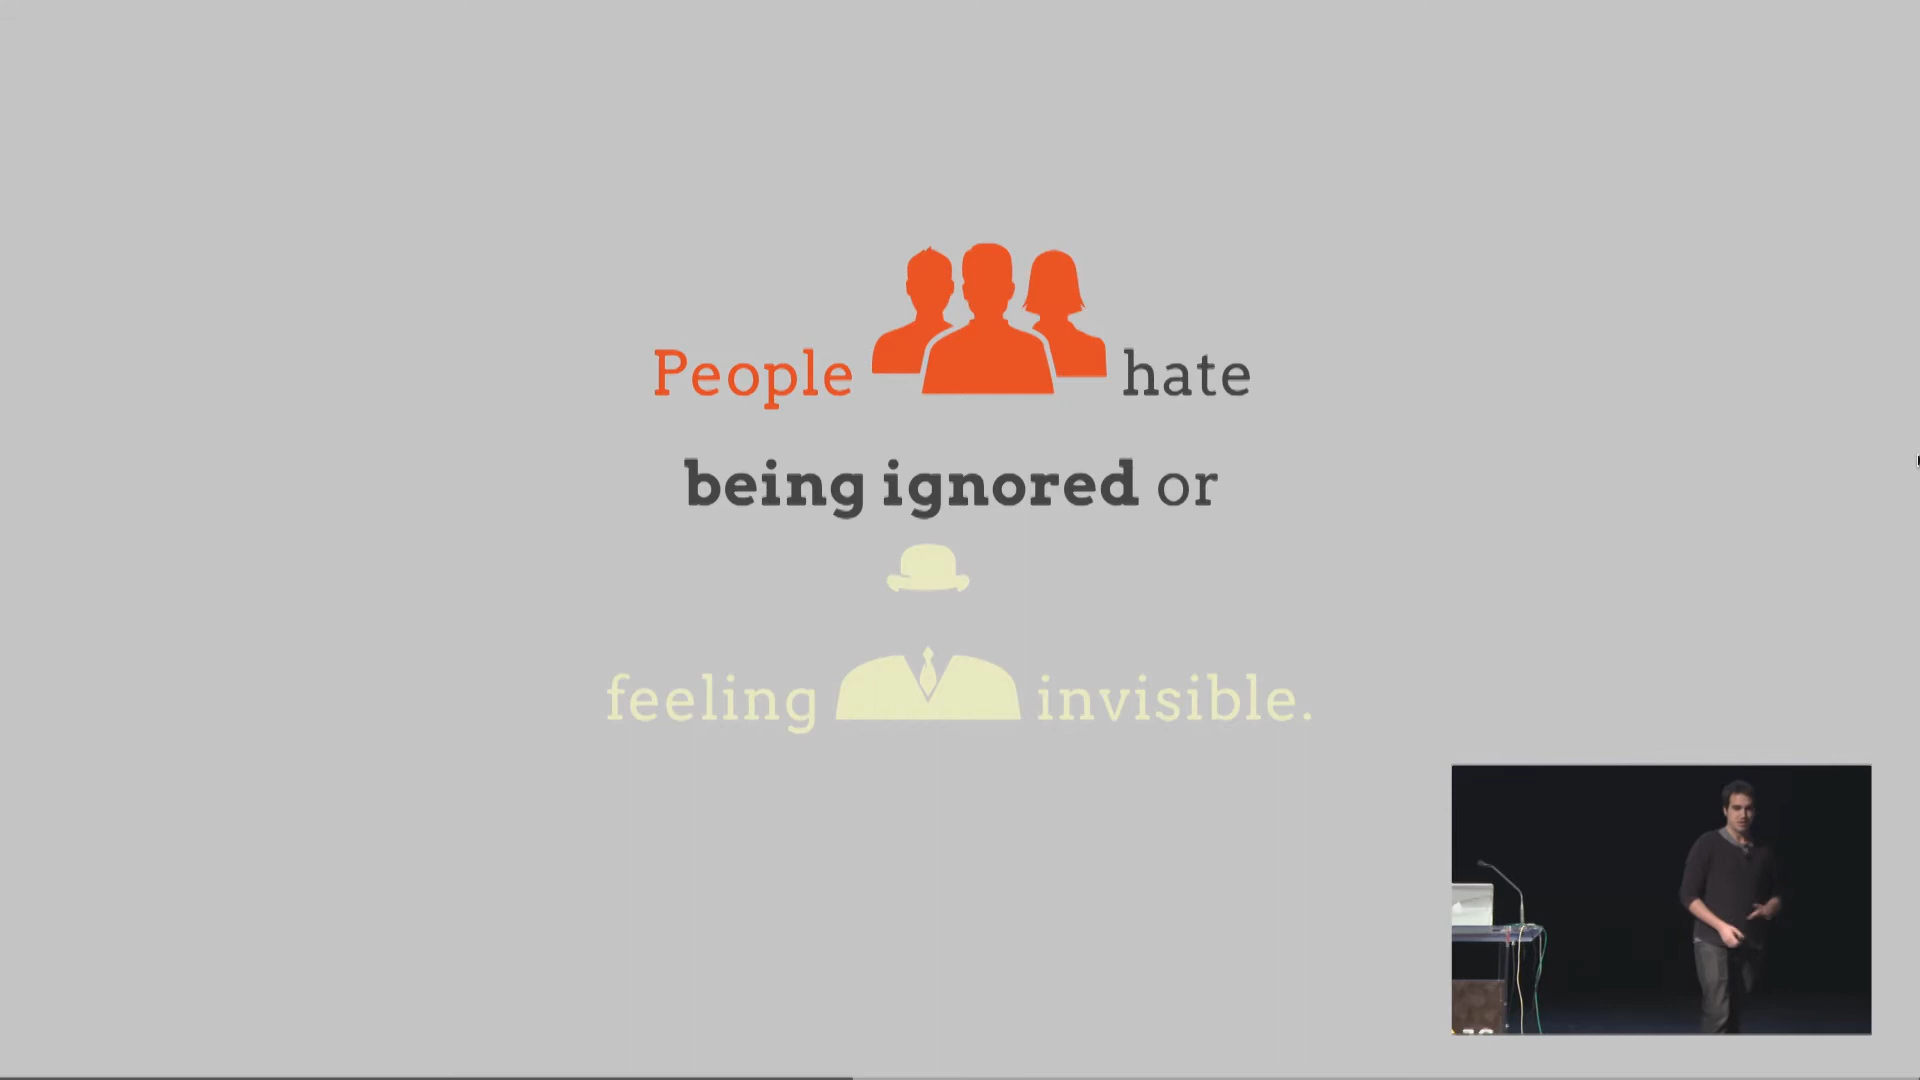 People hate
being ignored or
feeling invisible.